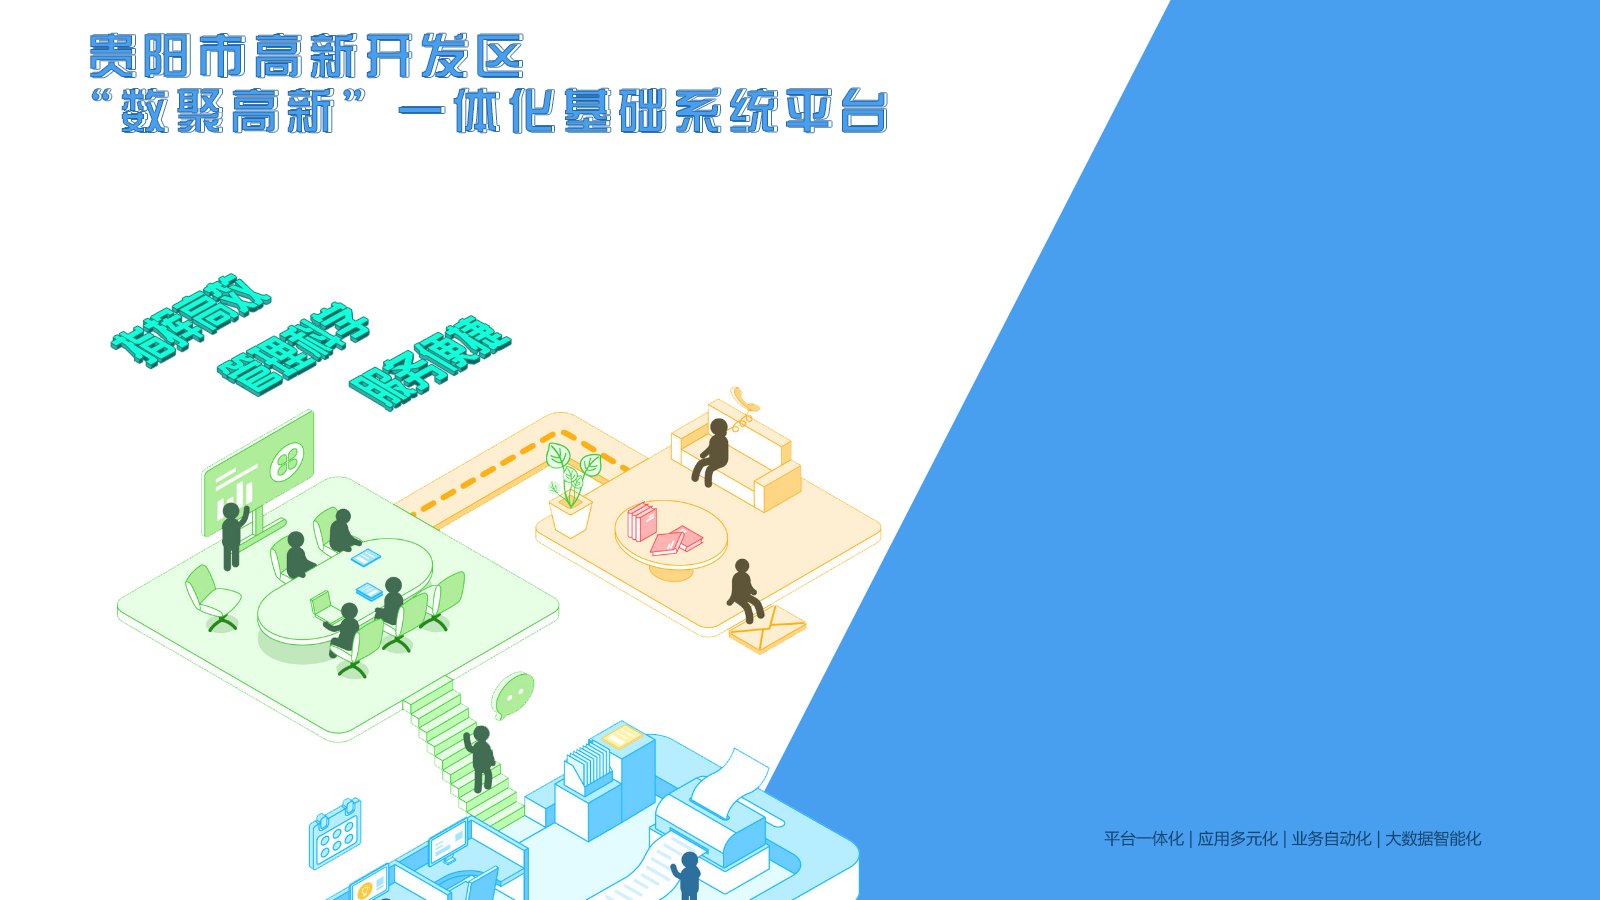 贵阳市高新开发区
“数聚高新”一体化基础系统平台
指挥高效
管理科学
服务便捷
平台一体化 | 应用多元化 | 业务自动化 | 大数据智能化